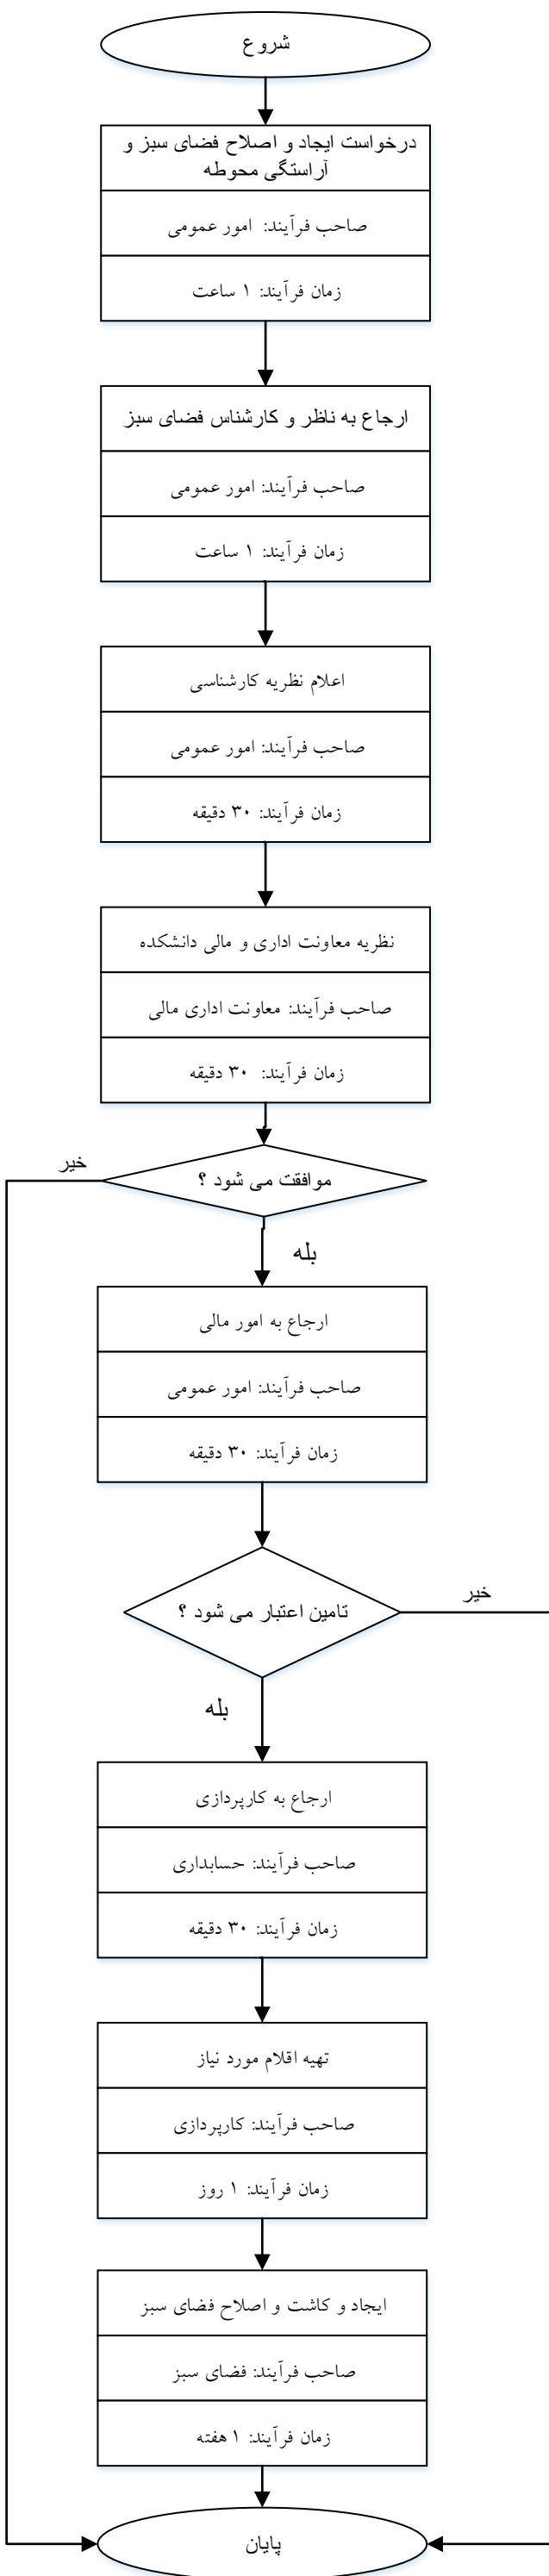 شروع
درخواست ایجاد و اصلاح فضای سبز و
آراستگی محوطه
صاحب فرآیند: امور عمومی
زمان فرآیند: ۱ ساعت
ارجاع به ناظر و کارشناس فضای سبز
صاحب فرآیند: امور عمومی
زمان فرآیند: ۱ ساعت
اعلام نظریه کارشناسی
صاحب فرآیند: امور عمومی
زمان فرآیند: ۳۰ دقیقه
نظریه معاونت اداری و مالی دانشکده
صاحب فرآیند: معاونت اداری مالی
زمان فرآیند: ۳۰ دقیقه
خیر
موافقت می شود ؟
بله
ارجاع به امور مالی
صاحب فرآیند: امور عمومی
زمان فرآیند: ۳۰ دقیقه
خیر
تامین اعتبار می شود ؟
بله
ارجاع به کارپردازی
صاحب فرآیند: حسابداری
زمان فرآیند: ۳۰ دقیقه
تهیه اقلام مورد نیاز
صاحب فرآیند: کارپردازی
زمان فرآیند: ۱ روز
ایجاد و کاشت و اصلاح فضای سبز
صاحب فرآیند: فضای سبز
زمان فرآیند: ۱ هفته
پایان